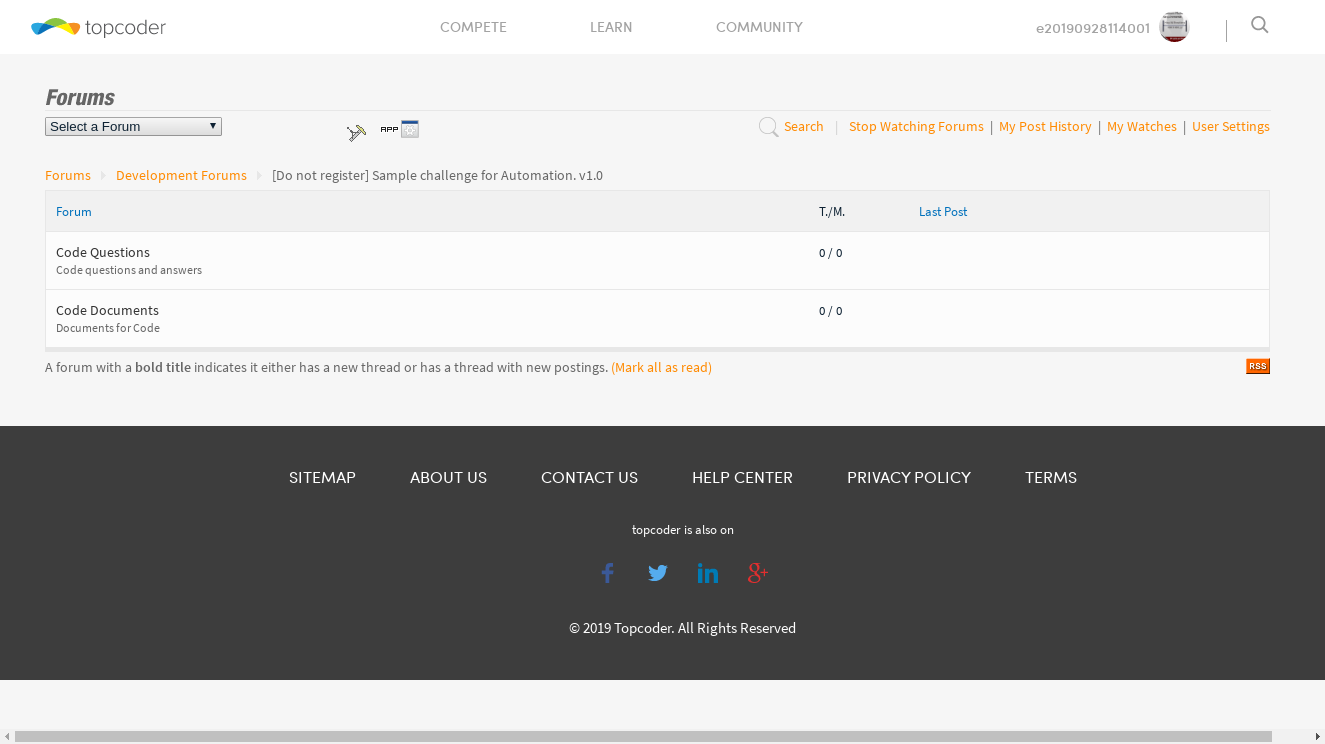 topcoder COMPETE LEARN COMMUNITY e20190928114001
Forums
Select a Forum APP Search | Stop Watching Forums | My Post History | My Watches | User Settings
Forums Development Forums [Do not register] Sample challenge for Automation. v1.0
Forum T./M. Last Post
Code Questions 0 / 0
Code questions and answers
Code Documents 0 / 0
Documents for Code
A forum with a bold title indicates it either has a new thread or has a thread with new postings. (Mark all as read) RSS
SITEMAP ABOUT US CONTACT US HELP CENTER PRIVACY POLICY TERMS
topcoder is also on
© 2019 Topcoder. All Rights Reserved